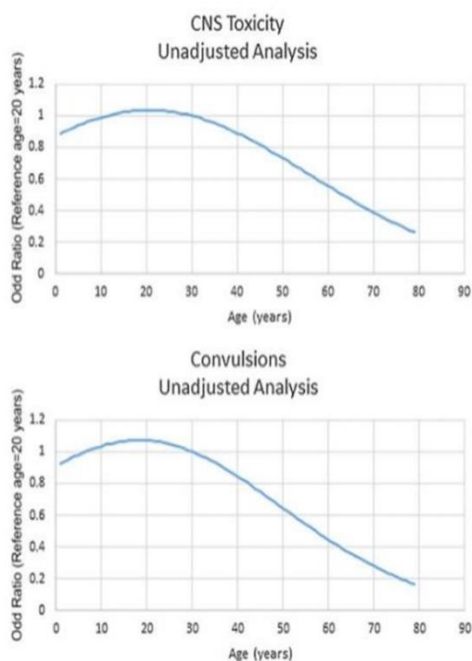 CNS Toxicity
Unadjusted Analysis
Odd Ratio (Reference age=20 years)
1.2
1
0.8
0.6
0.4
0.2
0
0 10 20 30 40 50 60 70 80 90
Age (years)
Convulsions
Unadjusted Analysis
Odd Ratio (Reference age=20 years)
1.2
1
0.8
0.6
0.4
0.2
0
0 10 20 30 40 50 60 70 80 90
Age (years)